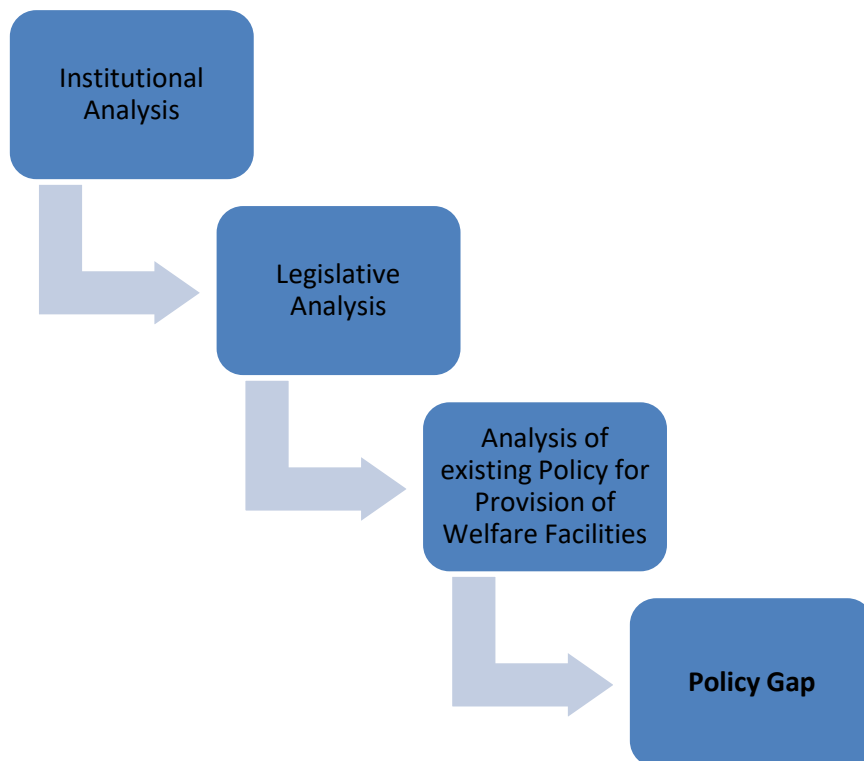 Institutional
Analysis
Legislative
Analysis
Analysis of
existing Policy for
Provision of
Welfare Facilities
Policy Gap